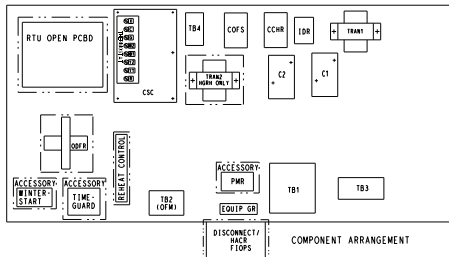 RTU OPEN PCBD
CSC
TB4
COFS
CCHR
IDR
TRAN1
TRAN2
HGRH ONLY
C2
C1
ODFR
REHEAT CONTROL
ACCESSORY
WINTER-
START
ACCESSORY
TIME-
GUARD
TB2
(OFM)
ACCESSORY
PMR
EQUIP GR
TB1
TB3
DISCONNECT/
HACR
FIOPS
COMPONENT ARRANGEMENT